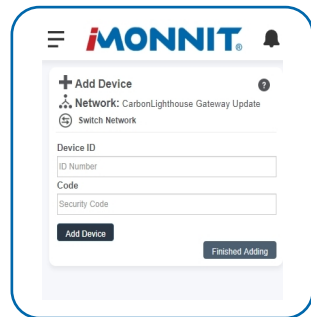 iMONNIT®
Add Device
?
Network: CarbonLighthouse Gateway Update
Switch Network
Device ID
ID Number
Code
Security Code
Add Device
Finished Adding